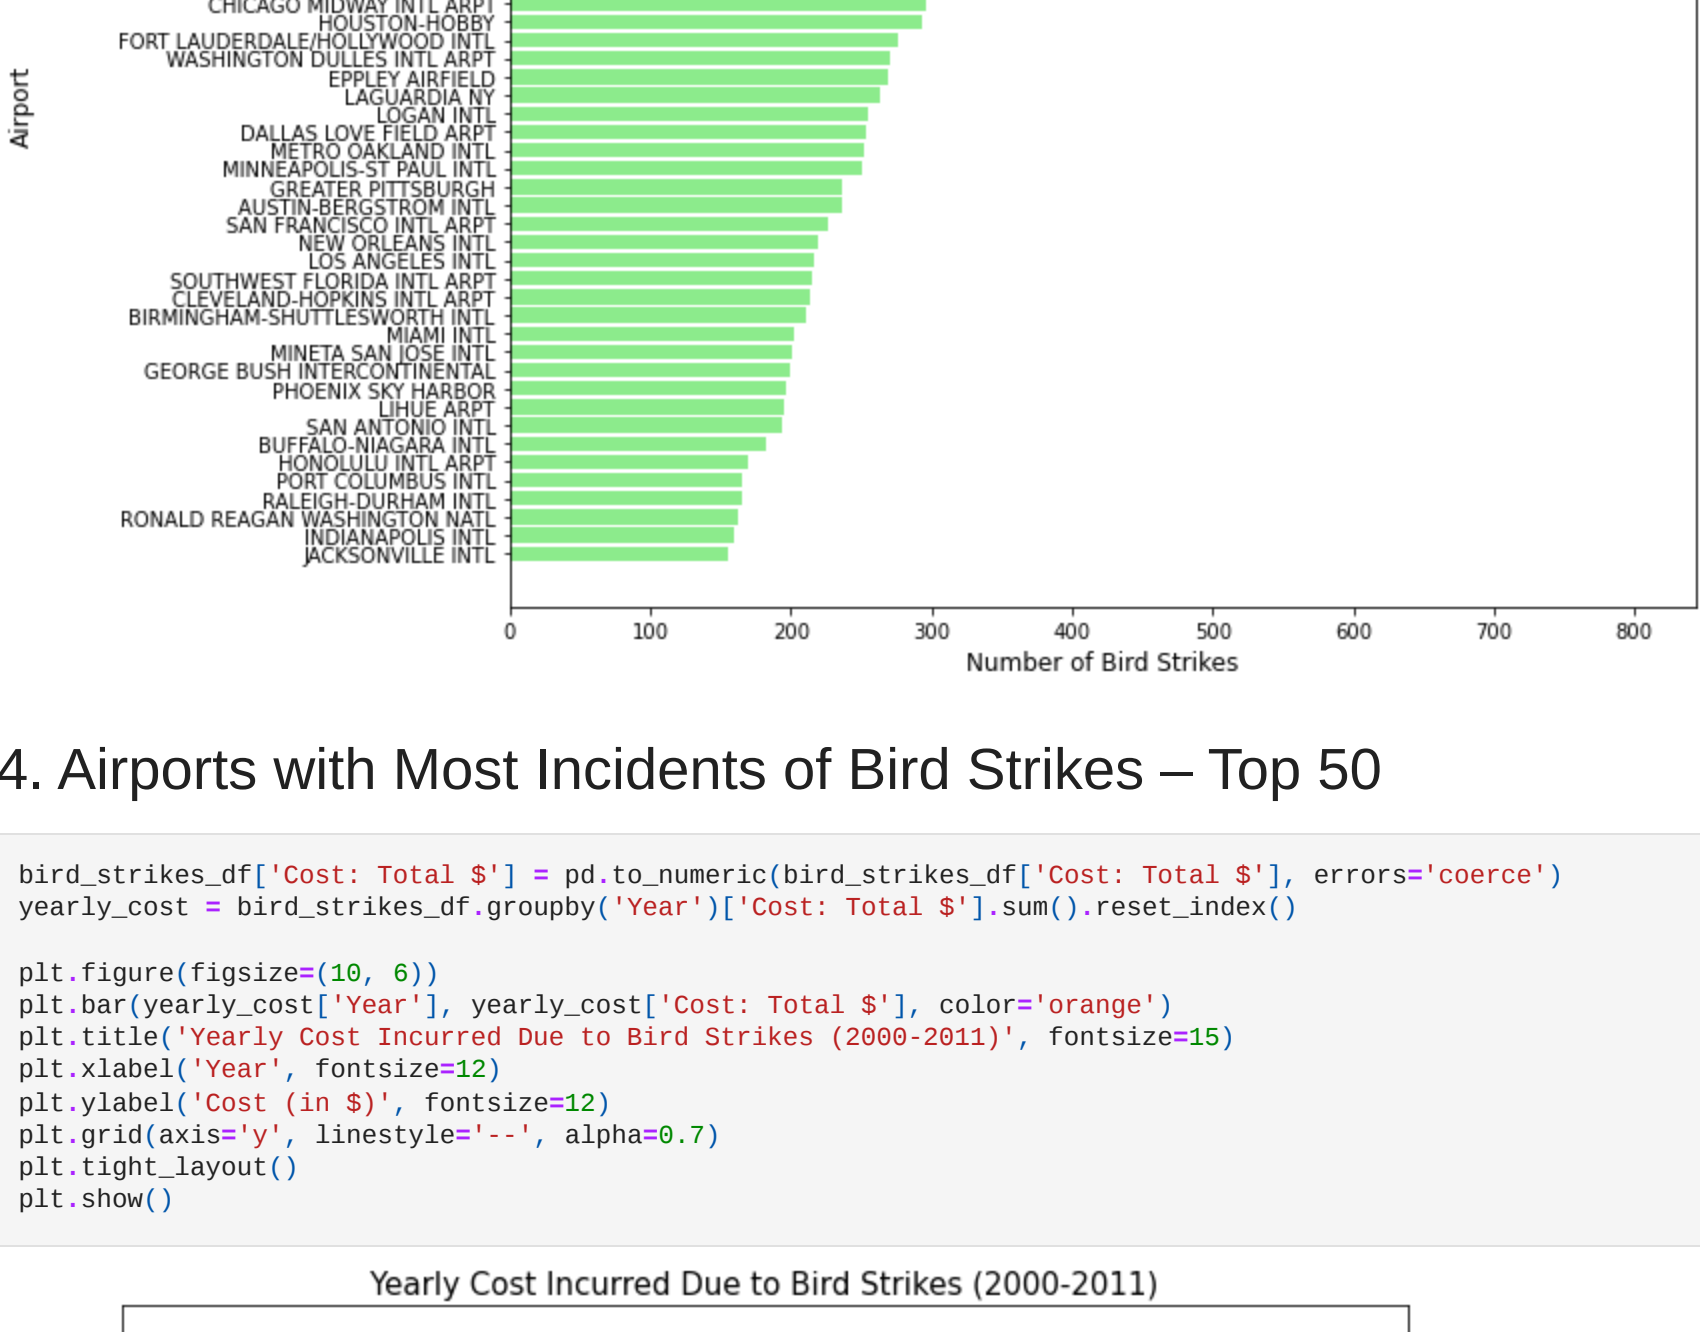 CHICAGO MIDWAY INTL ARPT
HOUSTON-HOBBY
FORT LAUDERDALE/HOLLYWOOD INTL
WASHINGTON DULLES INTL ARPT
EPPLEY AIRFIELD
LAGUARDIA NY
LOGAN INTL
DALLAS LOVE FIELD ARPT
METRO OAKLAND INTL
MINNEAPOLIS-ST PAUL INTL
GREATER PITTSBURGH
AUSTIN-BERGSTROM INTL
SAN FRANCISCO INTL ARPT
NEW ORLEANS INTL
LOS ANGELES INTL
SOUTHWEST FLORIDA INTL ARPT
CLEVELAND-HOPKINS INTL ARPT
BIRMINGHAM-SHUTTLESWORTH INTL
MIAMI INTL
MINETA SAN JOSE INTL
GEORGE BUSH INTERCONTINENTAL
PHOENIX SKY HARBOR
LIHUE ARPT
SAN ANTONIO INTL
BUFFALO-NIAGARA INTL
HONOLULU INTL ARPT
PORT COLUMBUS INTL
RALEIGH-DURHAM INTL
RONALD REAGAN WASHINGTON NATL
INDIANAPOLIS INTL
JACKSONVILLE INTL
Airport
0 100 200 300 400 500 600 700 800
Number of Bird Strikes
4. Airports with Most Incidents of Bird Strikes – Top 50
bird_strikes_df['Cost: Total $'] = pd.to_numeric(bird_strikes_df['Cost: Total $'], errors='coerce')
yearly_cost = bird_strikes_df.groupby('Year')['Cost: Total $'].sum().reset_index()
plt.figure(figsize=(10, 6))
plt.bar(yearly_cost['Year'], yearly_cost['Cost: Total $'], color='orange')
plt.title('Yearly Cost Incurred Due to Bird Strikes (2000-2011)', fontsize=15)
plt.xlabel('Year', fontsize=12)
plt.ylabel('Cost (in $)', fontsize=12)
plt.grid(axis='y', linestyle='--', alpha=0.7)
plt.tight_layout()
plt.show()
Yearly Cost Incurred Due to Bird Strikes (2000-2011)